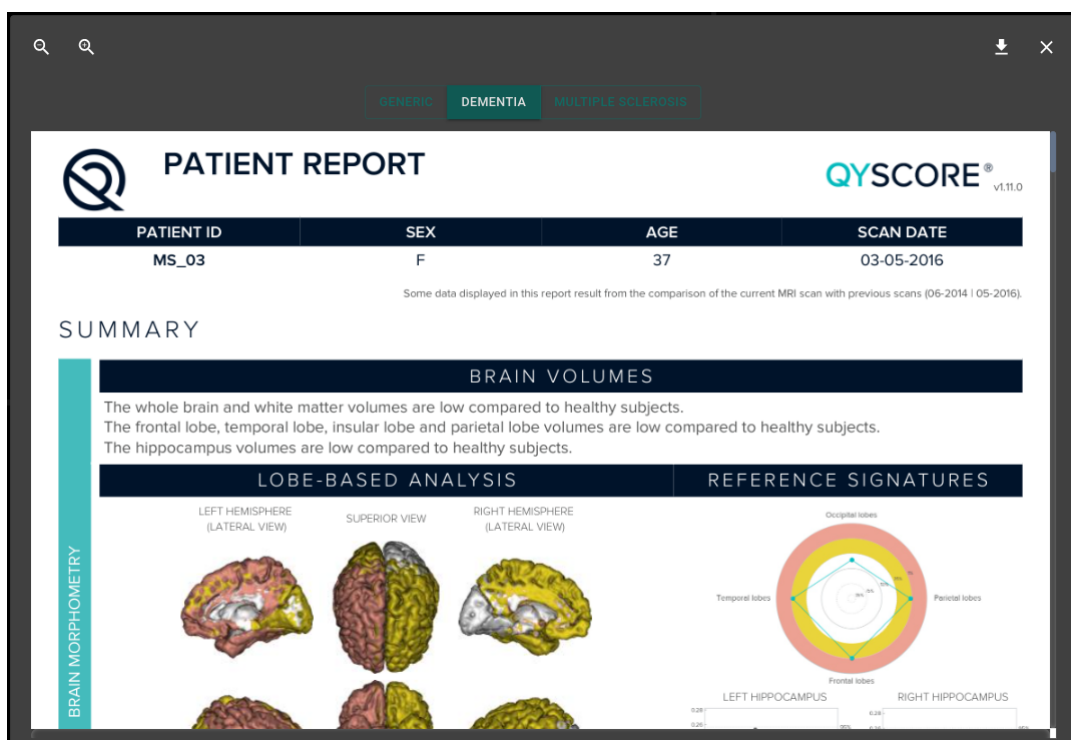 GENERIC
DEMENTIA
MULTIPLE SCLEROSIS
PATIENT REPORT
QYSCORE® v1.11.0
PATIENT ID SEX AGE SCAN DATE
MS_03 F 37 03-05-2016
Some data displayed in this report result from the comparison of the current MRI scan with previous scans (06-2014 | 05-2016).
SUMMARY
BRAIN MORPHOMETRY
BRAIN VOLUMES
The whole brain and white matter volumes are low compared to healthy subjects.
The frontal lobe, temporal lobe, insular lobe and parietal lobe volumes are low compared to healthy subjects.
The hippocampus volumes are low compared to healthy subjects.
LOBE-BASED ANALYSIS
LEFT HEMISPHERE
(LATERAL VIEW)
SUPERIOR VIEW
RIGHT HEMISPHERE
(LATERAL VIEW)
REFERENCE SIGNATURES
Occipital lobes
Temporal lobes
Parietal lobes
Frontal lobes
LEFT HIPPOCAMPUS
RIGHT HIPPOCAMPUS